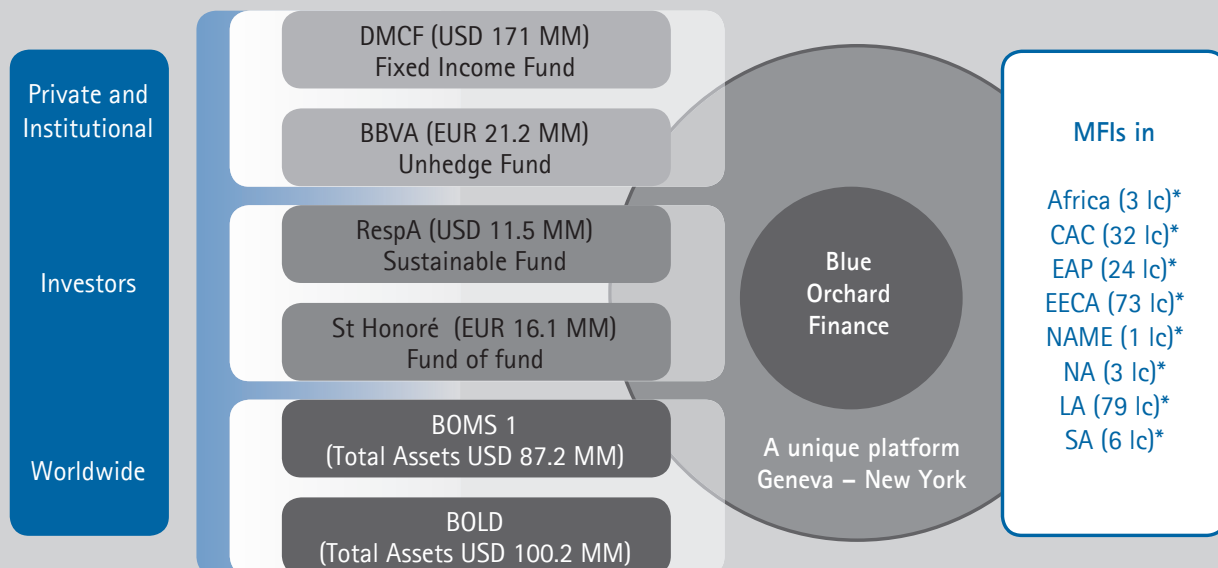 Private and
Institutional
Investors
Worldwide
DMCF (USD 171 MM)
Fixed Income Fund
BBVA (EUR 21.2 MM)
Unhedge Fund
RespA (USD 11.5 MM)
Sustainable Fund
St Honoré (EUR 16.1 MM)
Fund of fund
BOMS 1
(Total Assets USD 87.2 MM)
BOLD
(Total Assets USD 100.2 MM)
Blue
Orchard
Finance
A unique platform
Geneva – New York
MFIs in
Africa (3 lc)*
CAC (32 lc)*
EAP (24 lc)*
EECA (73 lc)*
NAME (1 lc)*
NA (3 lc)*
LA (79 lc)*
SA (6 lc)*